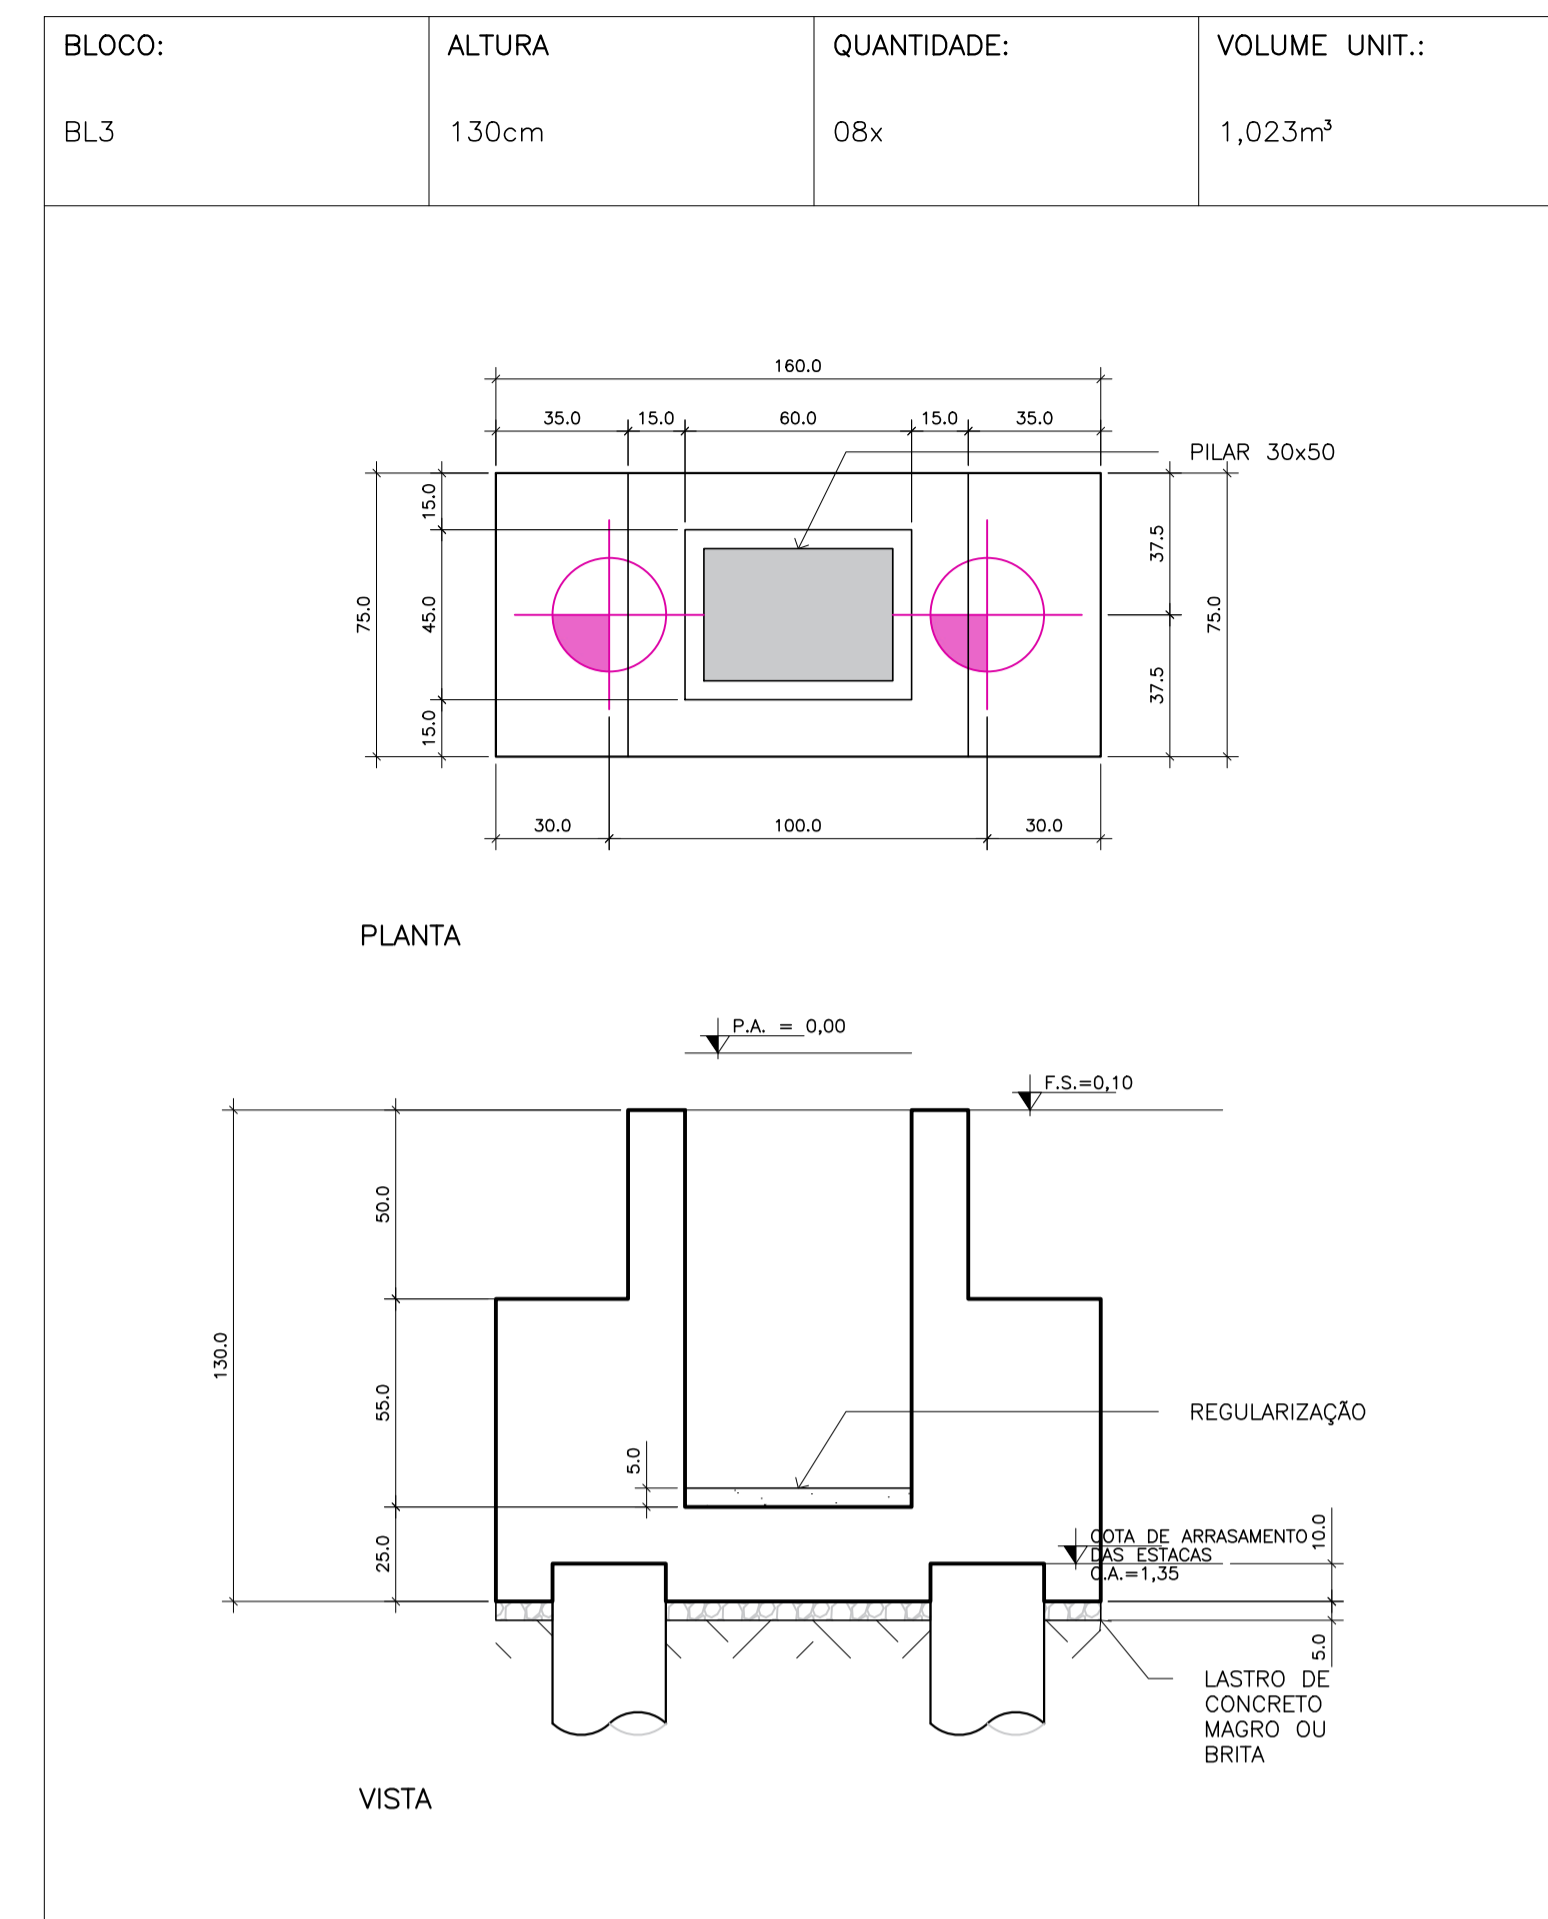 BLOCO:
ALTURA
QUANTIDADE:
VOLUME UNIT.:
BL3
130cm
08x
1,023m³
160.0
35.0
15.0
60.0
15.0
35.0
PILAR 30x50
75.0
15.0
45.0
15.0
37.5
37.5
75.0
30.0
100.0
30.0
PLANTA
P.A. = 0,00
F.S.=0,10
130.0
50.0
55.0
25.0
5.0
REGULARIZAÇÃO
COTA DE ARRASAMENTO
DAS ESTACAS
C.A.=1,35
10.0
5.0
LASTRO DE
CONCRETO
MAGRO OU
BRITA
VISTA